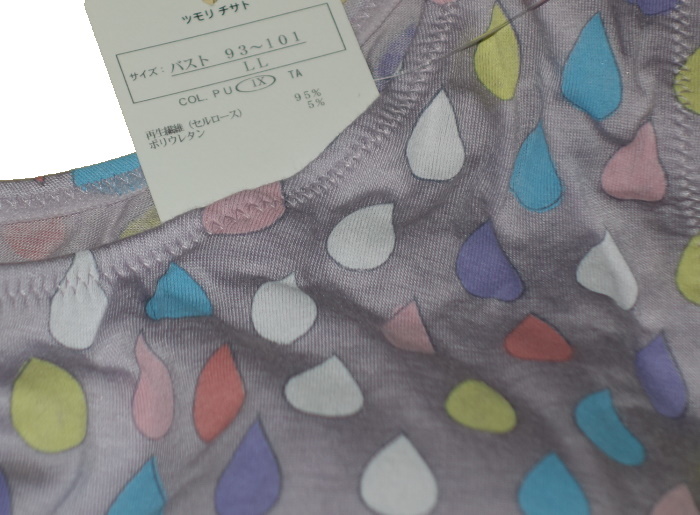 ツモリ チサト
サイズ: バスト 93〜101
LL
COL. PU IX TA
再生繊維 (セルロース) 95%
ポリウレタン 5%